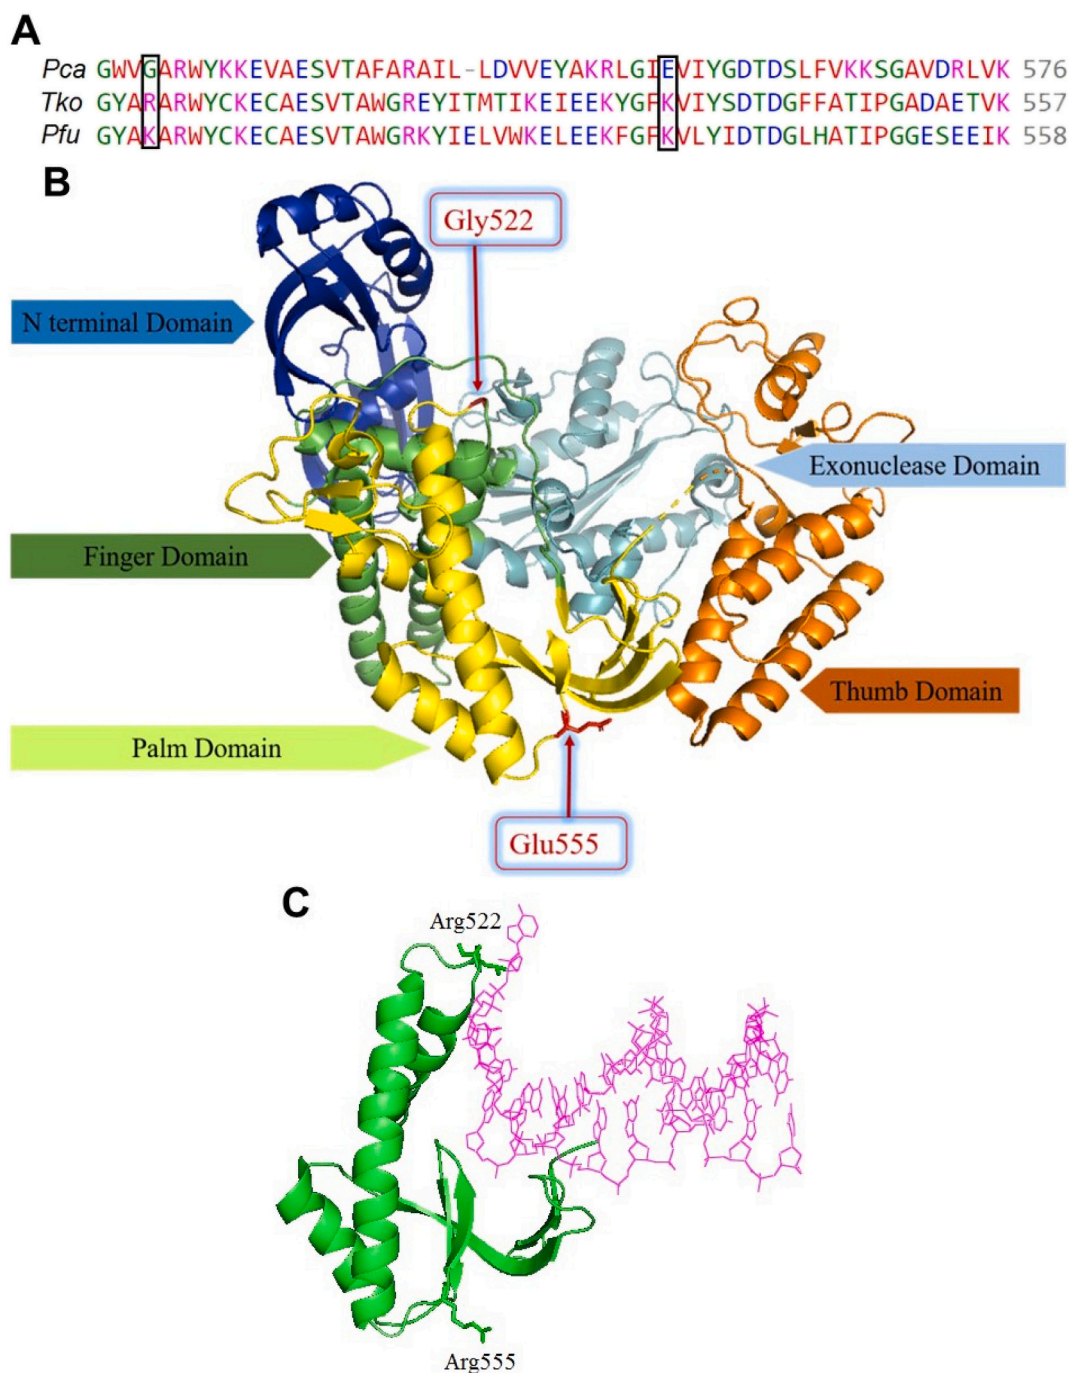 A
Pca GWVGARWYKKEVAESVTAFARAIL-LDVVEYAKRLGIEVIYGDTDSLFVKKSGAVDRLVK 576
Tko GYARARWYCKECAESVTAWGREYITMTIKEIEEKYGFKVIYSDTDGFFATIPGADAETVK 557
Pfu GYAKARWYCKECAESVTAWGRKYIELVWKELEEKFGFKVLYIDTDGLHATIPGGESEEIK 558
B
Gly522
N terminal Domain
Exonuclease Domain
Finger Domain
Thumb Domain
Palm Domain
Glu555
C
Arg522
Arg555